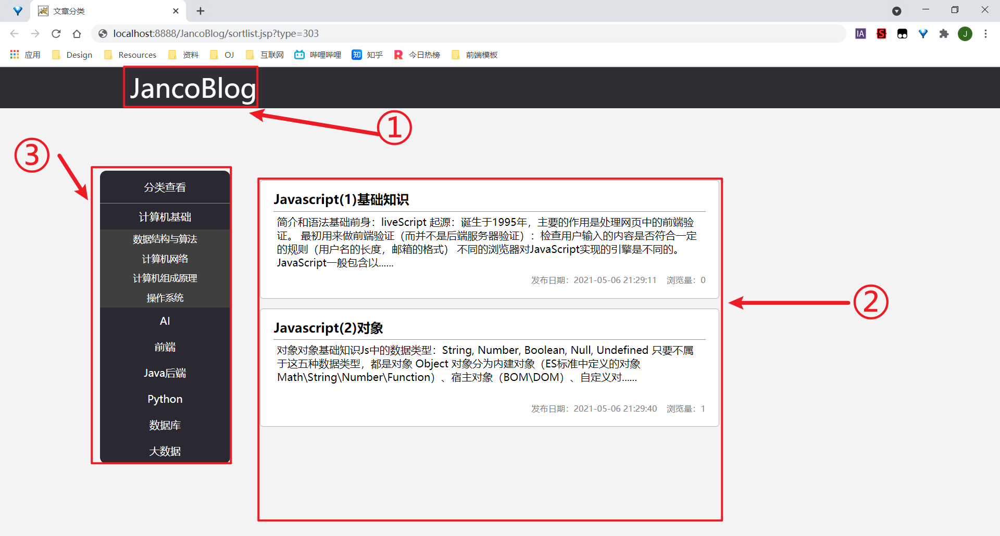 文章分类
localhost:8888/JancoBlog/sortlist.jsp?type=303
IA
S
J
应用
Design
Resources
资料
OJ
互联网
哔哩哔哩
知
知乎
R
今日热榜
前端模板
JancoBlog
①
③
分类查看
计算机基础
数据结构与算法
计算机网络
计算机组成原理
操作系统
AI
前端
Java后端
Python
数据库
大数据
Javascript(1)基础知识
简介和语法基础前身：liveScript 起源：诞生于1995年，主要的作用是处理网页中的前端验
证。 最初用来做前端验证（而并不是后端服务器验证）：检查用户输入的内容是否符合一定
的规则（用户名的长度，邮箱的格式） 不同的浏览器对JavaScript实现的引擎是不同的。
JavaScript一般包含以......
发布日期：2021-05-06 21:29:11 浏览量：0
②
Javascript(2)对象
对象对象基础知识Js中的数据类型：String, Number, Boolean, Null, Undefined 只要不属
于这五种数据类型，都是对象 Object 对象分为内建对象（ES标准中定义的对象
Math\String\Number\Function）、宿主对象（BOM\DOM）、自定义对......
发布日期：2021-05-06 21:29:40 浏览量：1